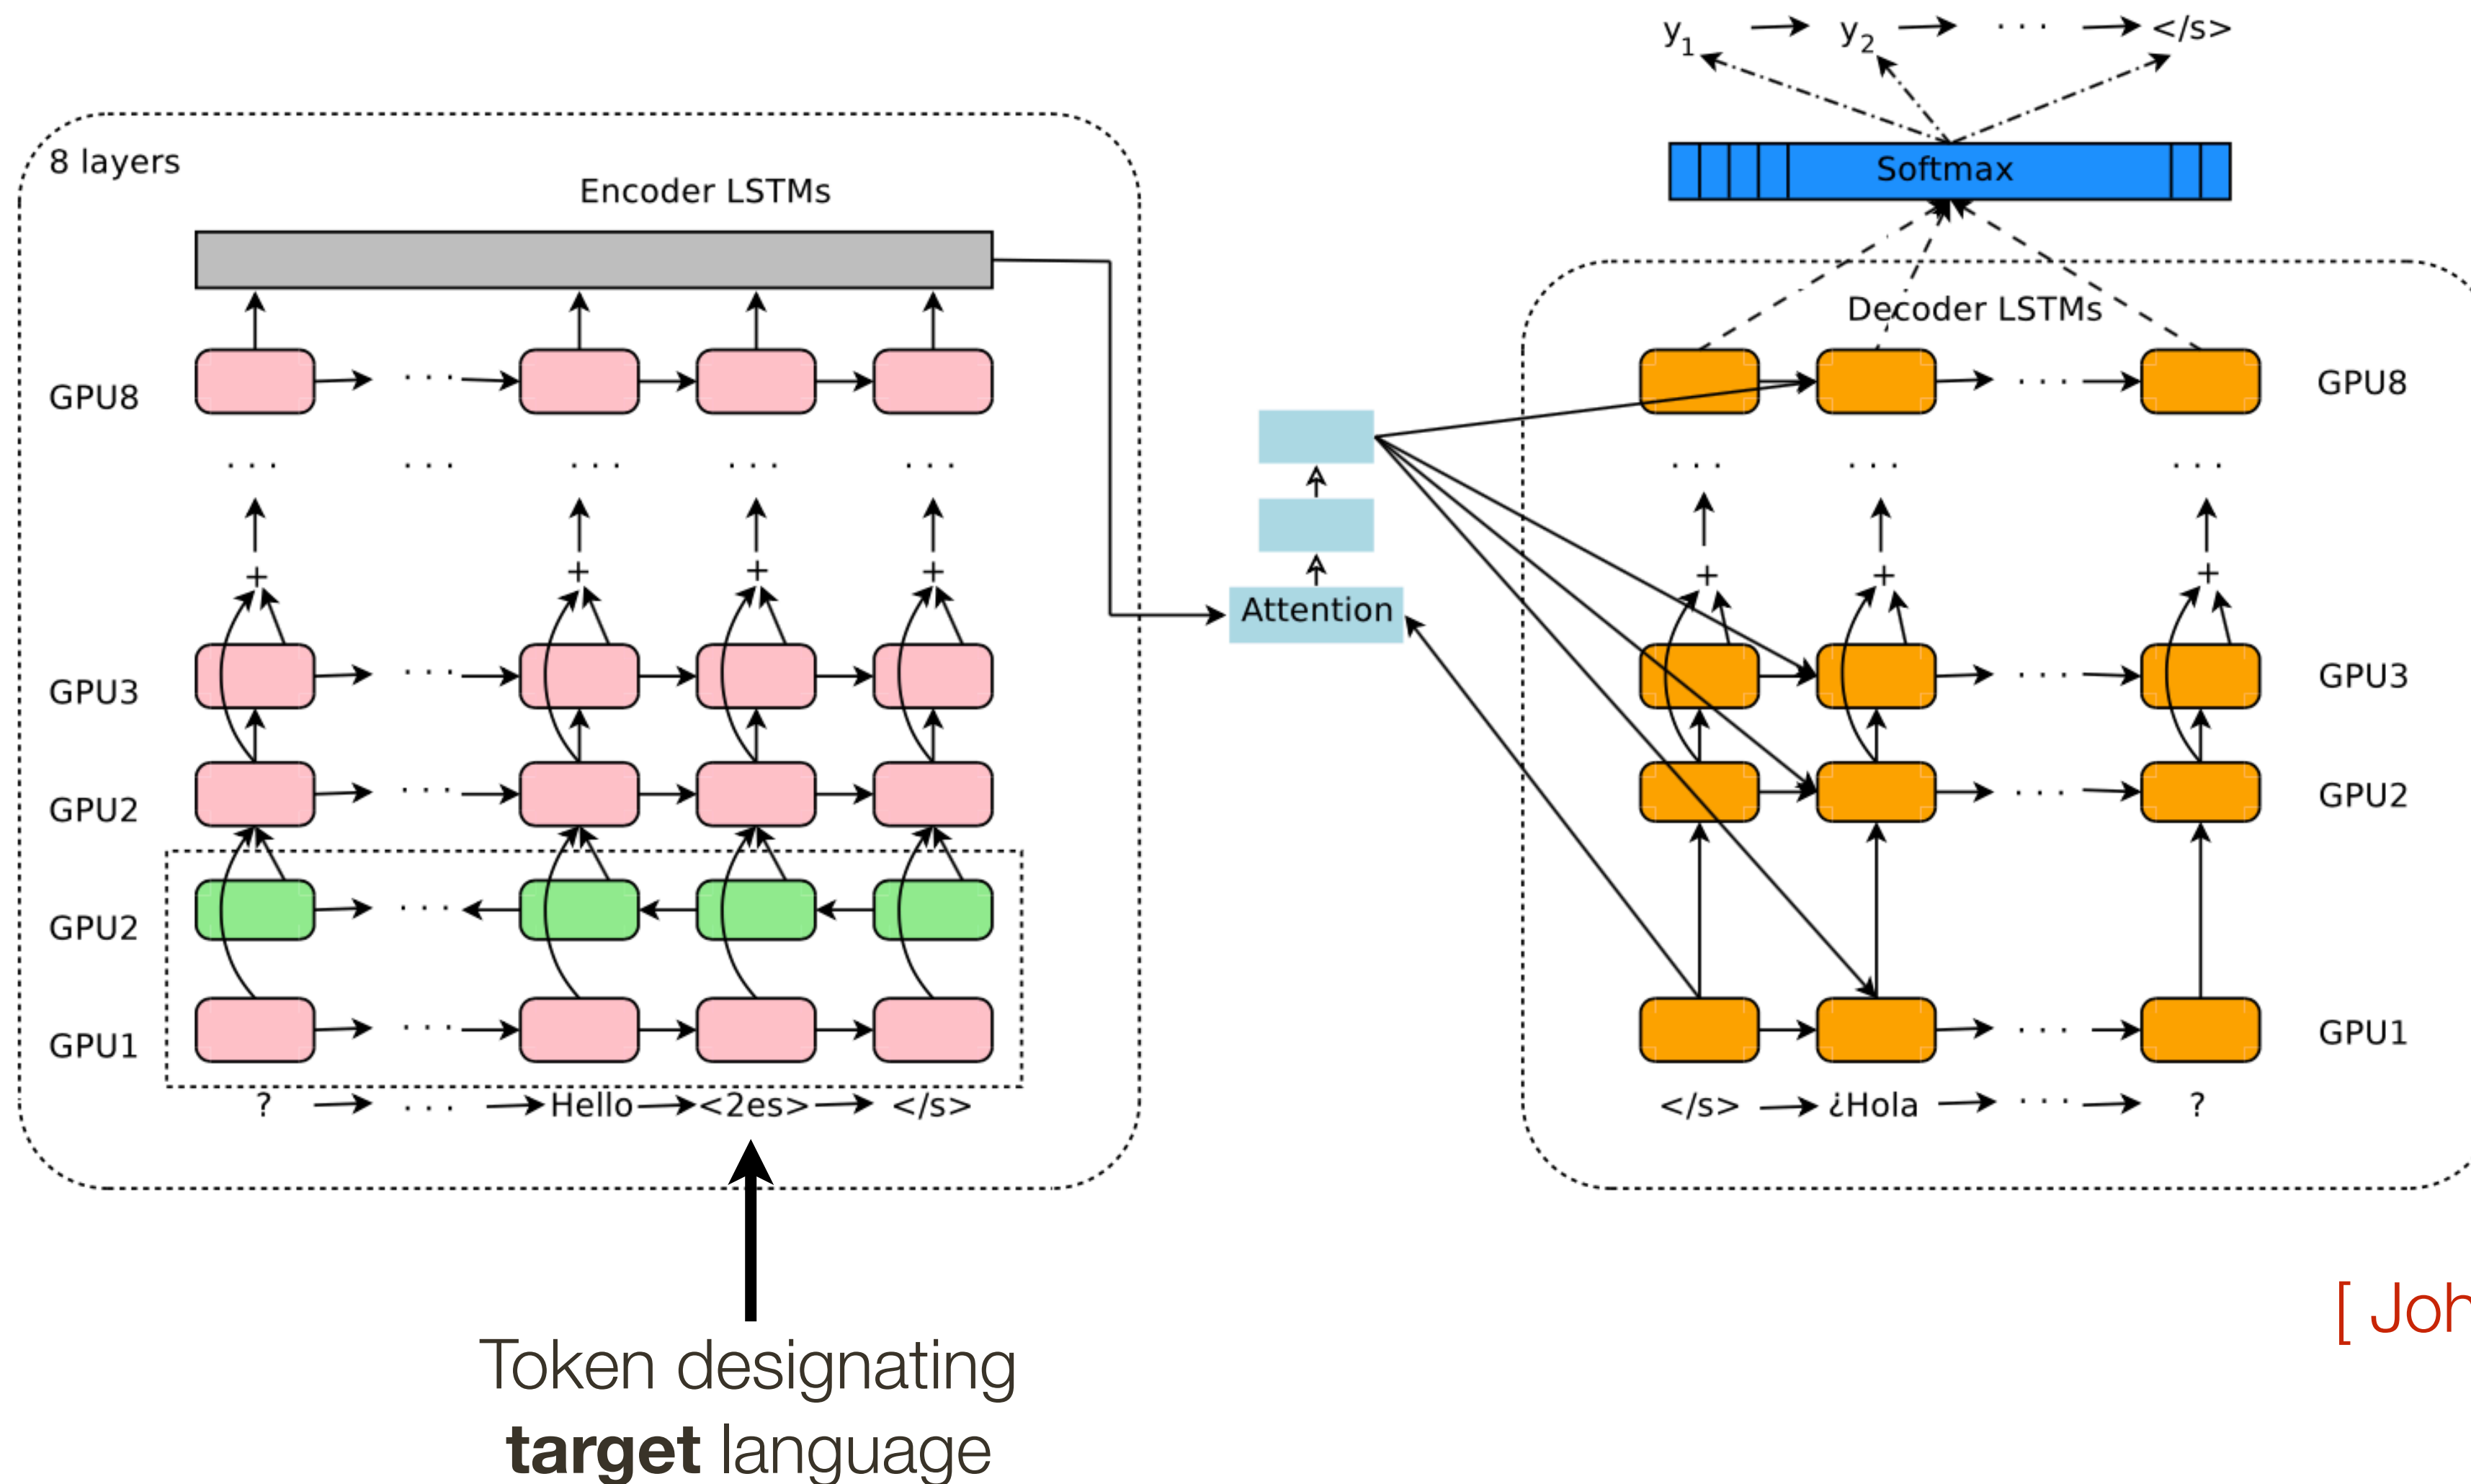 y1 y2 · · · </s>
Softmax
8 layers
Encoder LSTMs
Decoder LSTMs
GPU8 · · · · · · GPU8
· · · · · · · · · · · · · · · · · · · · · · · ·
+ + + + + + +
Attention
GPU3 · · · · · · GPU3
GPU2 · · · · · · GPU2
GPU2 · · ·
GPU1 · · · · · · GPU1
? · · · Hello <2es> </s> </s> ¿Hola · · · ?
[ Joh
Token designating
target language